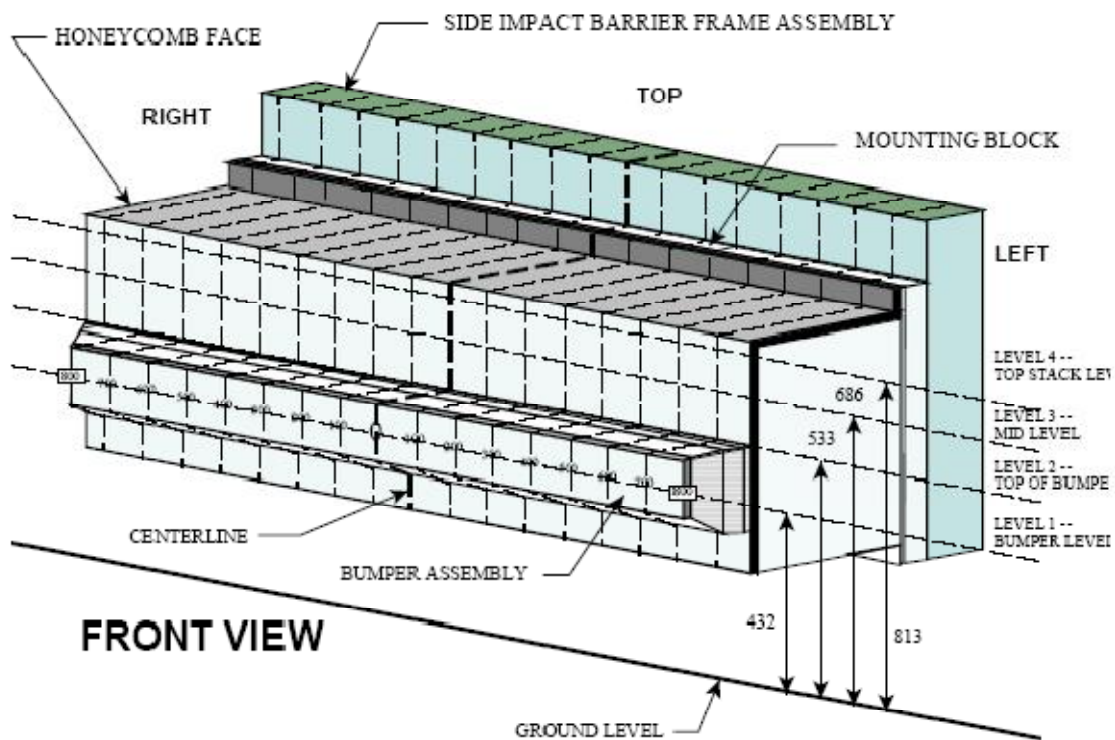 SIDE IMPACT BARRIER FRAME ASSEMBLY
HONEYCOMB FACE
TOP
RIGHT
MOUNTING BLOCK
LEFT
LEVEL 4 --
TOP STACK LEV
686
LEVEL 3 --
MID LEVEL
533
LEVEL 2 --
TOP OF BUMPE
800
800
LEVEL 1 --
BUMPER LEVEL
CENTERLINE
BUMPER ASSEMBLY
432
813
FRONT VIEW
GROUND LEVEL